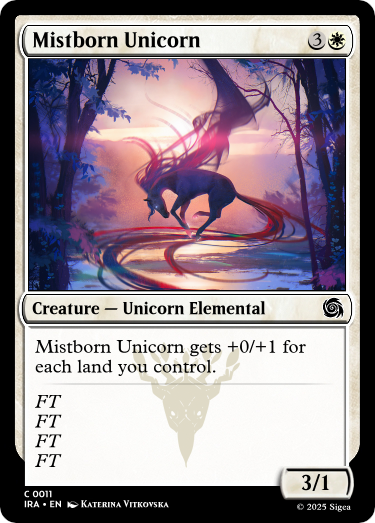 Mistborn Unicorn 3
Creature — Unicorn Elemental
Mistborn Unicorn gets +0/+1 for
each land you control.
FT
FT
FT
FT
3/1
C 0011
IRA • EN Katerina Vitkovska
© 2025 Sigea